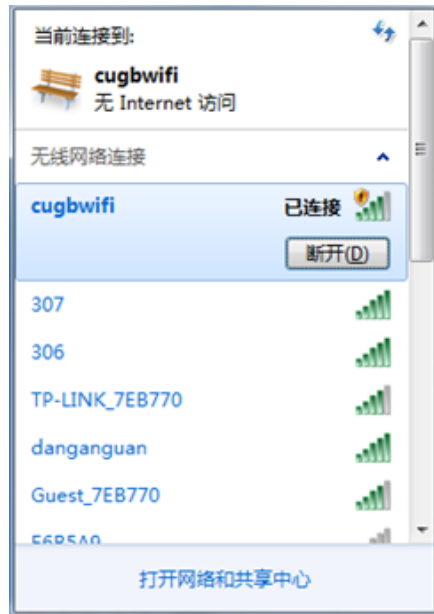 当前连接到:
cugbwifi
无 Internet 访问
无线网络连接
cugbwifi 已连接
断开(D)
307
306
TP-LINK_7EB770
danganguan
Guest_7EB770
打开网络和共享中心